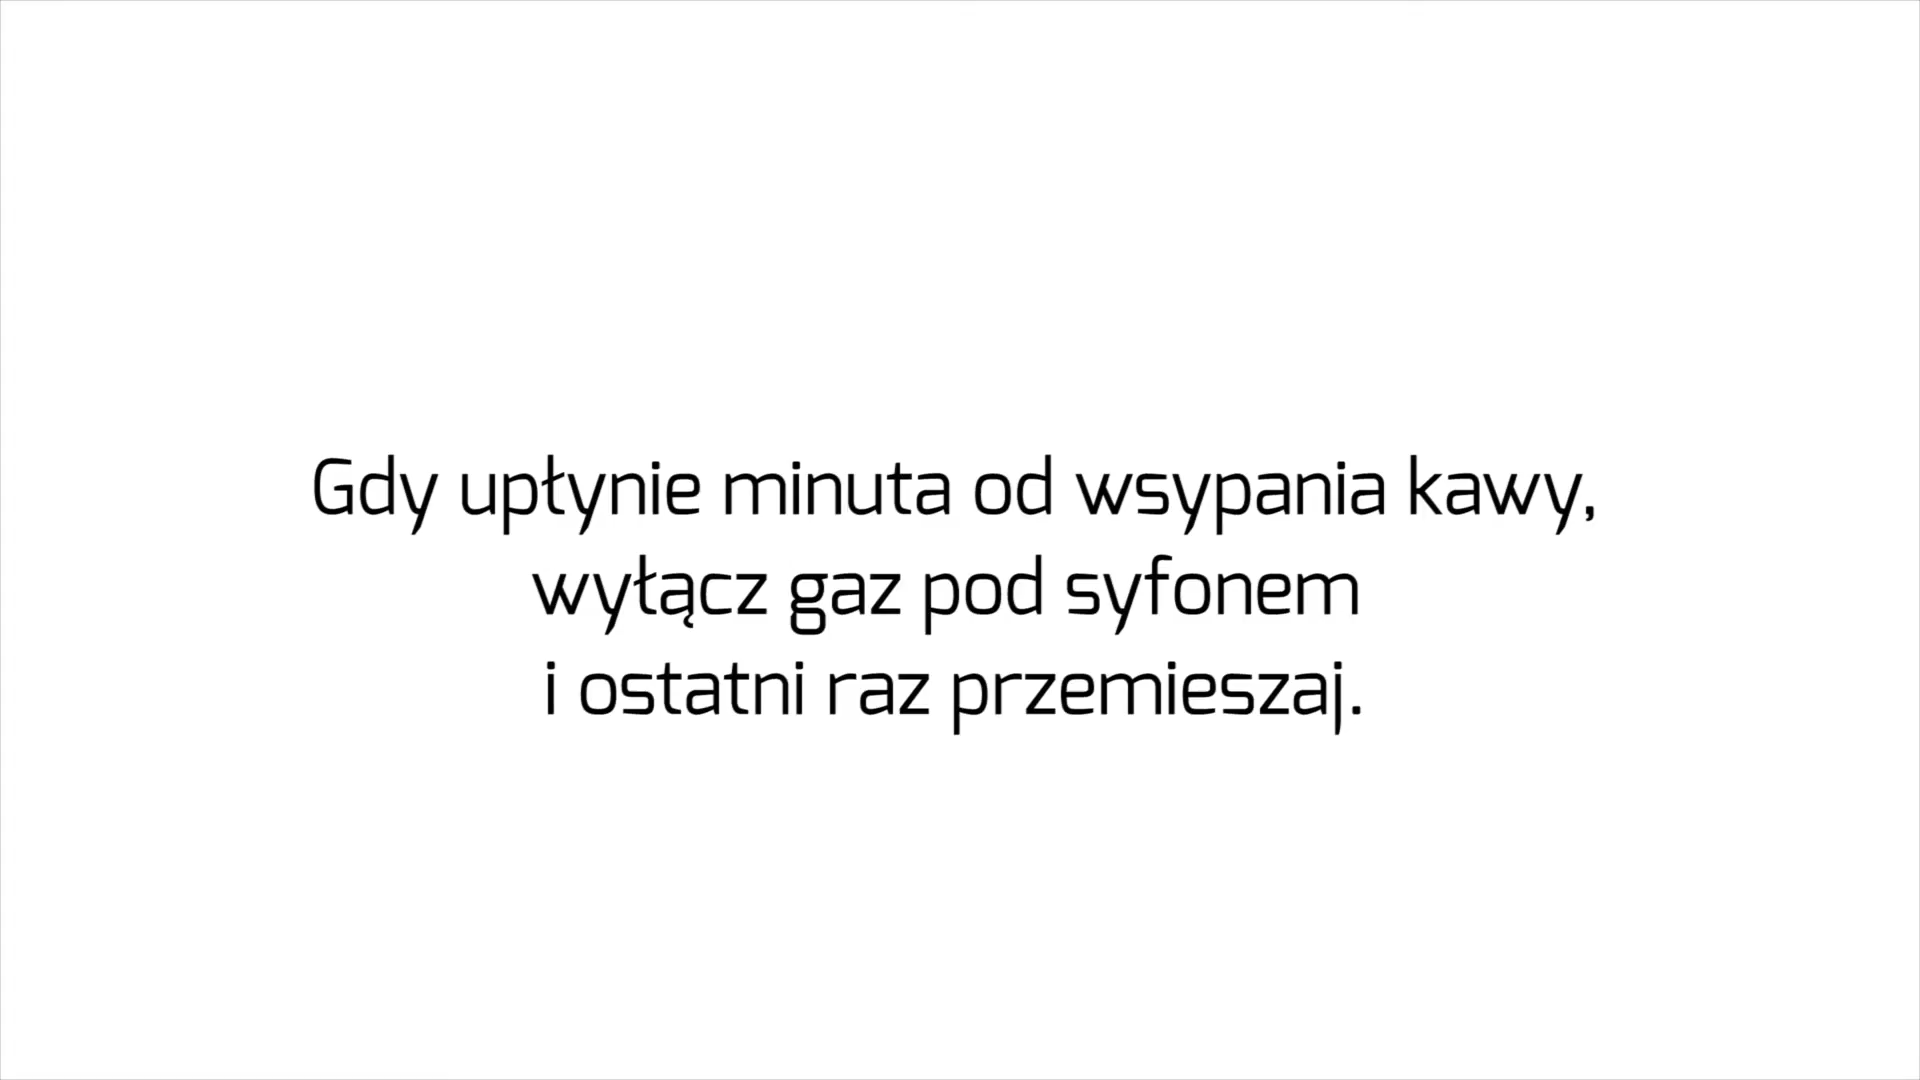 Gdy upłynie minuta od wsypania kawy,
wyłącz gaz pod syfonem
i ostatni raz przemieszaj.